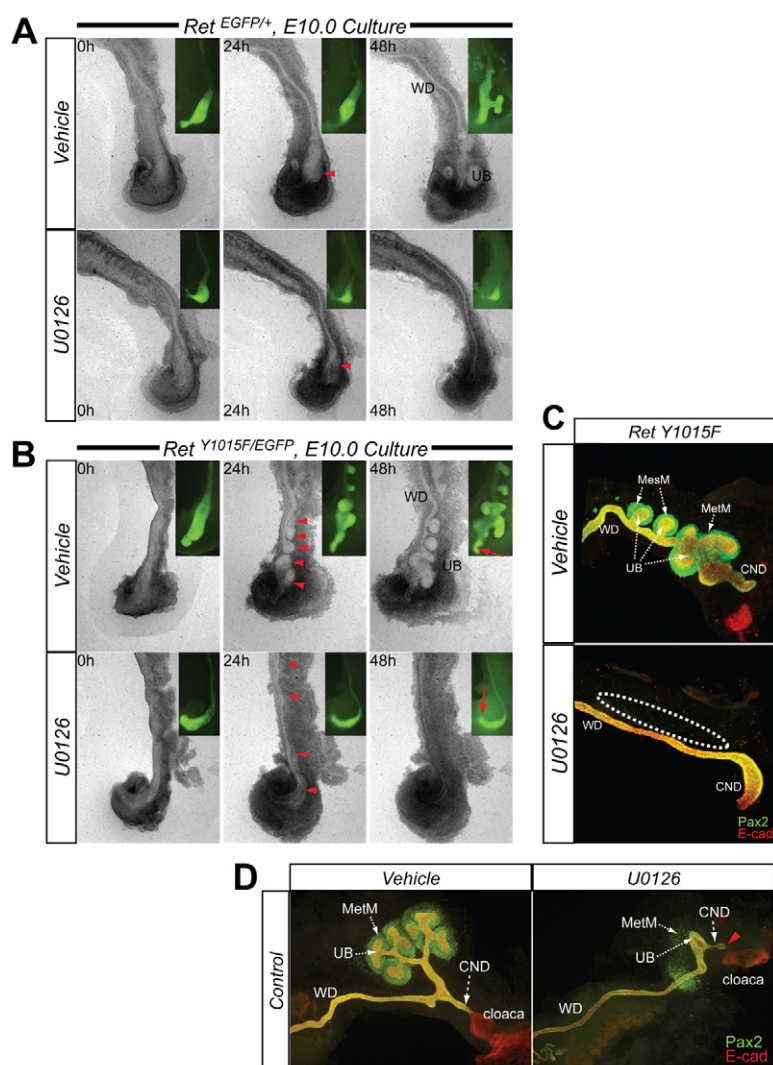 A
Ret EGFP/+, E10.0 Culture
Vehicle
0h
24h
48h
WD
UB
U0126
0h
24h
48h
B
Ret Y1015F/EGFP, E10.0 Culture
Vehicle
0h
24h
48h
WD
UB
U0126
0h
24h
48h
C
Ret Y1015F
Vehicle
MesM
MetM
WD
UB
CND
U0126
WD
CND
Pax2
E-cad
D
Vehicle
U0126
Control
MetM
UB
CND
WD
cloaca
MetM
CND
UB
cloaca
WD
Pax2
E-cad